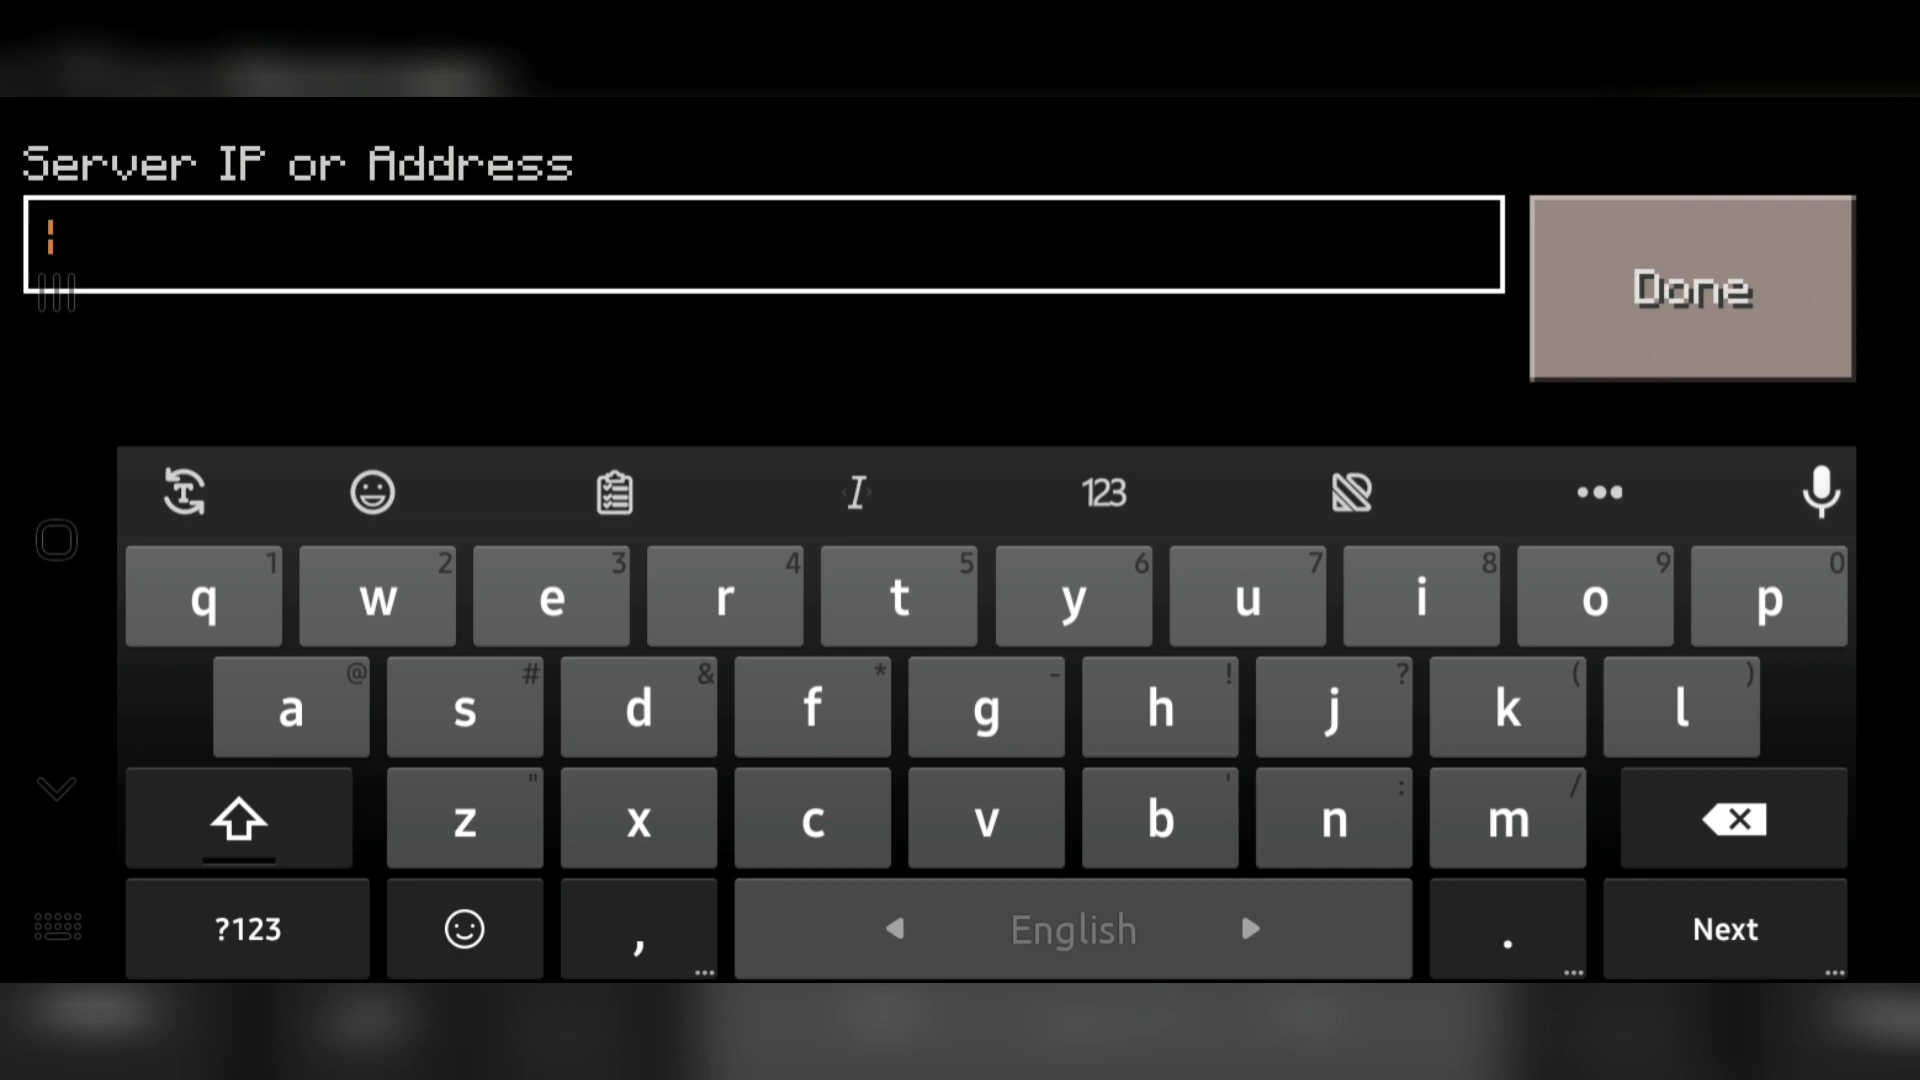 Server IP or Address
Done
123
q 1 w 2 e 3 r 4 t 5 y 6 u 7 i 8 o 9 p 0
a @ s # d & f * g - h ! j ? k ( l )
z " x c v b ' n : m /
?123 , English . Next